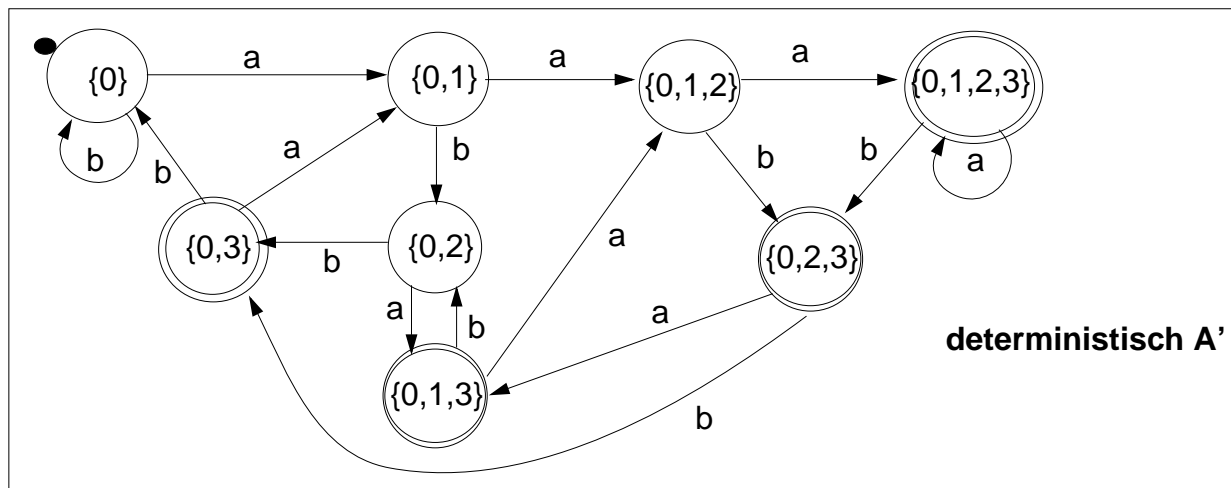 a
a
a
{0}
{0,1}
{0,1,2}
{0,1,2,3}
b
b
a
b
b
b
a
{0,3}
{0,2}
{0,2,3}
b
a
a
b
a
{0,1,3}
b
deterministisch A’